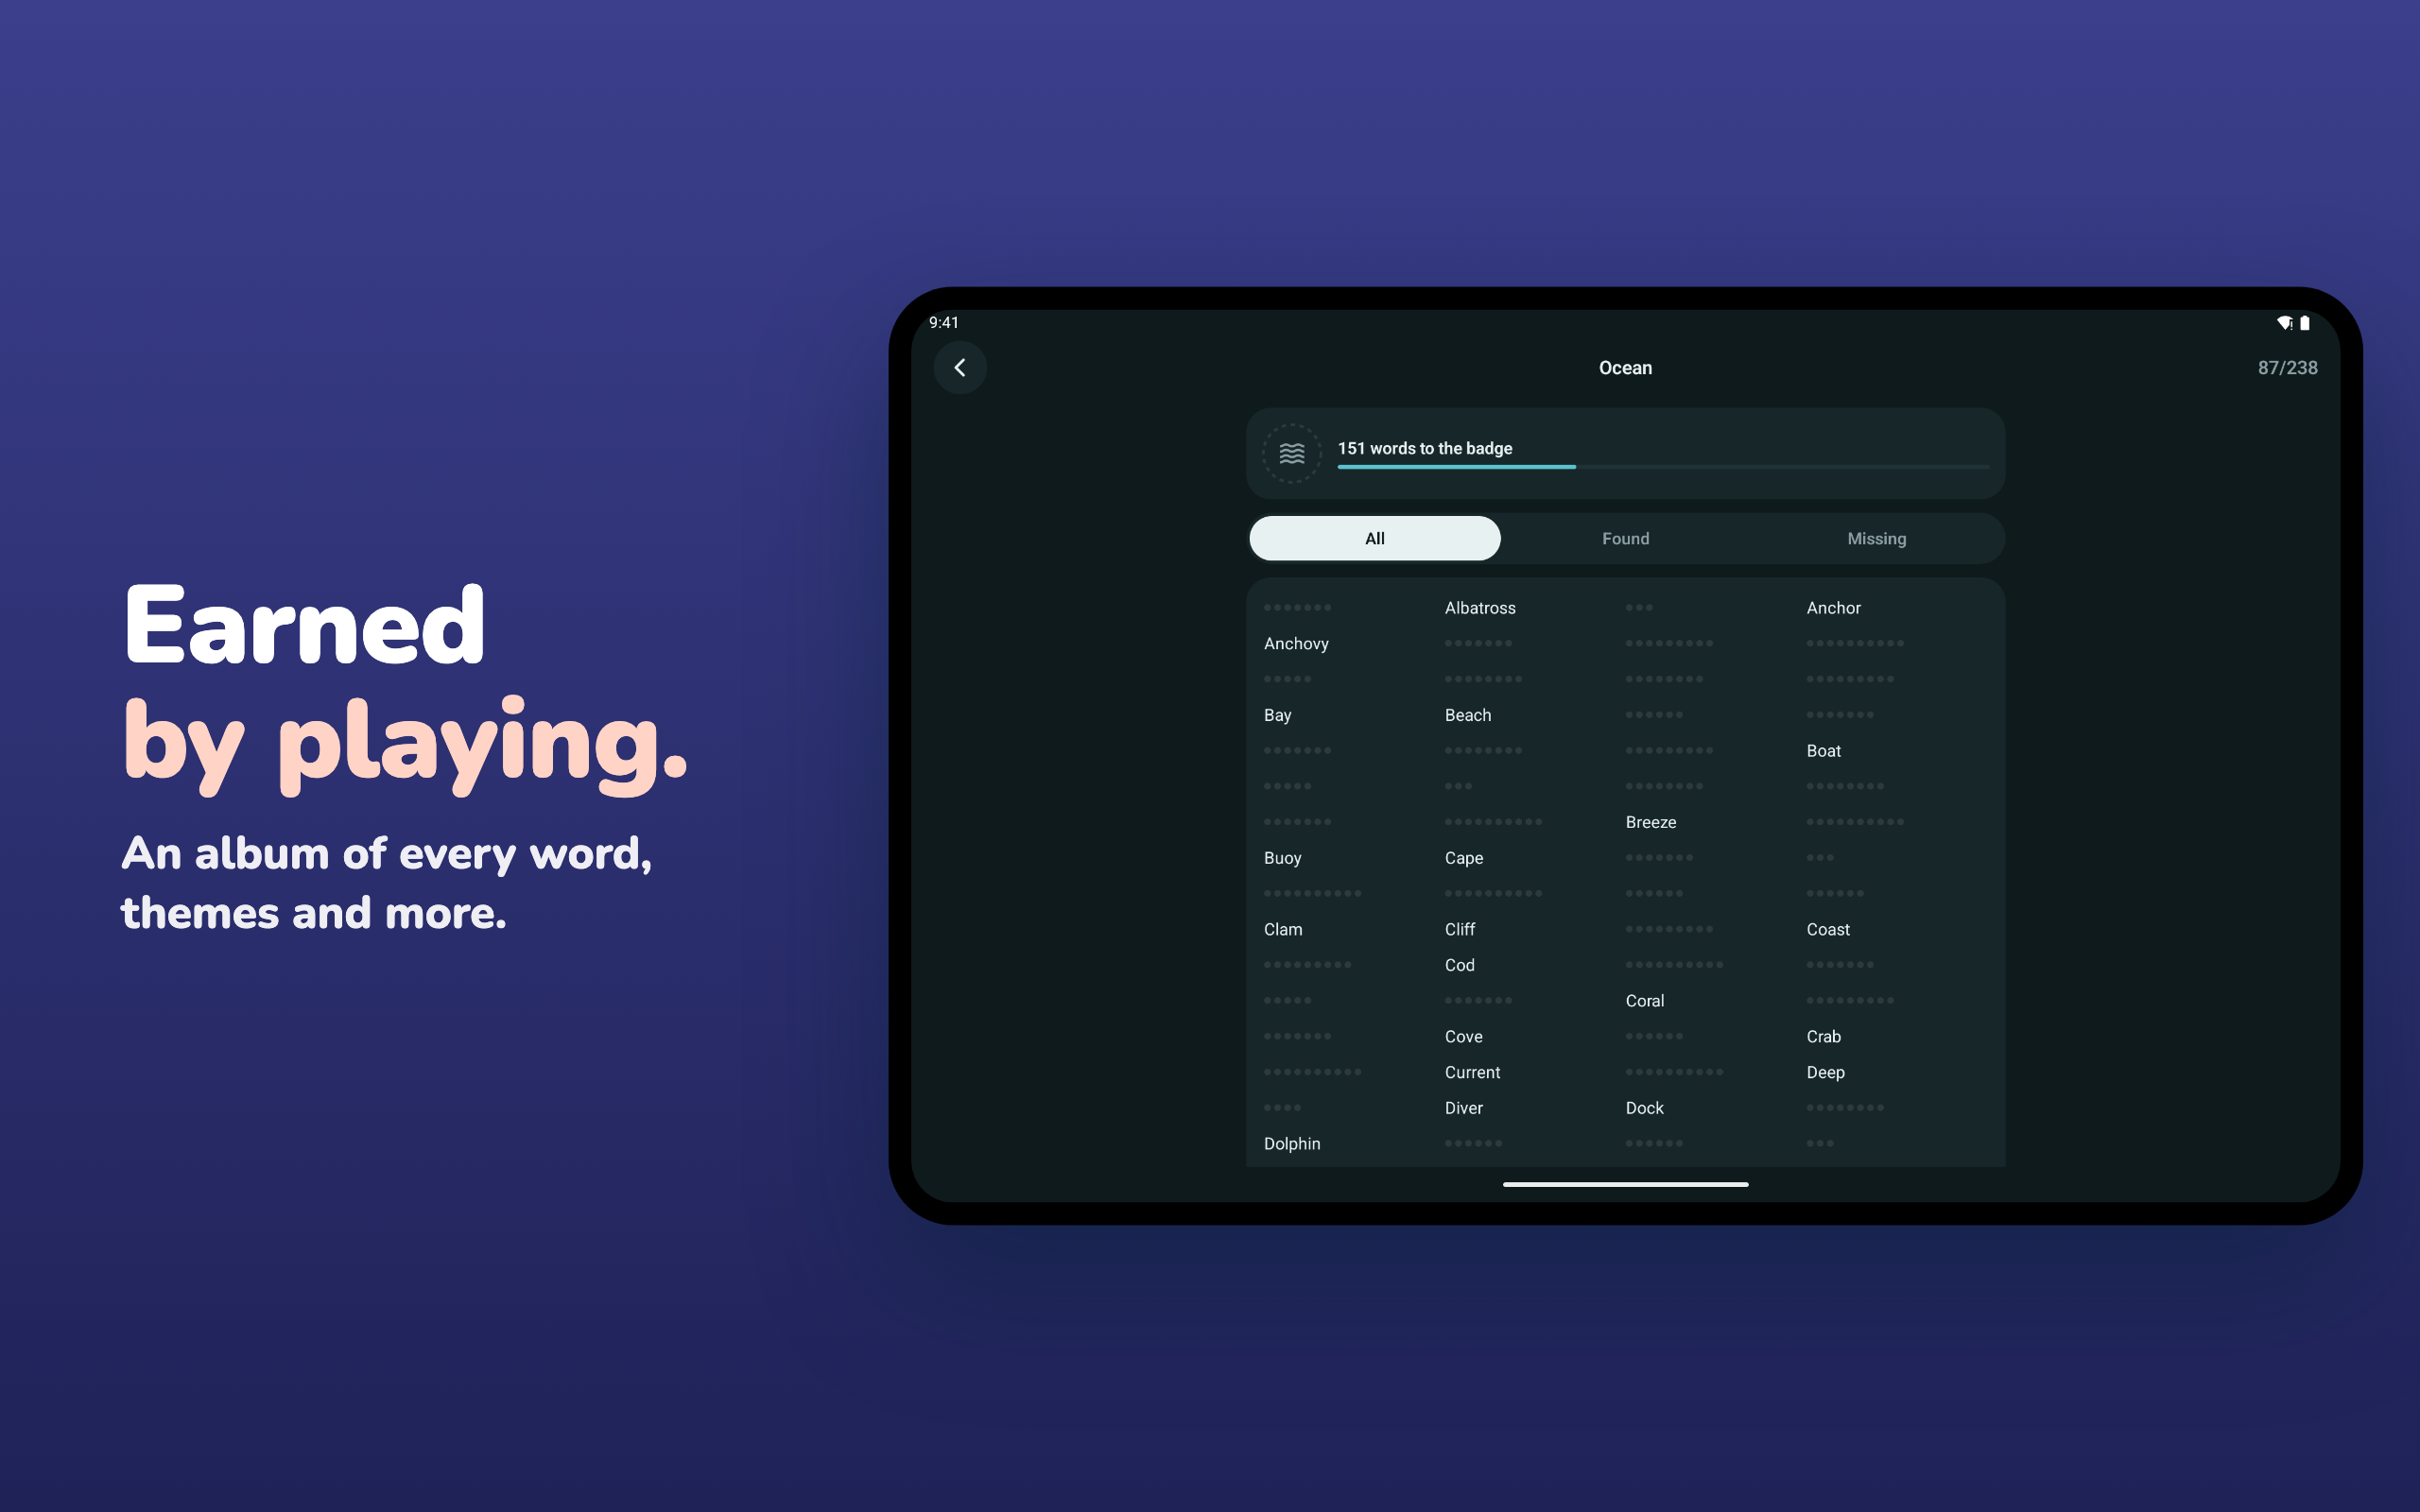 Earned
by playing.
An album of every word,
themes and more.
9:41
Ocean
87/238
151 words to the badge
All Found Missing
Albatross Anchor
Anchovy
Bay Beach
Boat
Breeze
Buoy Cape
Clam Cliff Coast
Cod
Coral
Cove Crab
Current Deep
Diver Dock
Dolphin